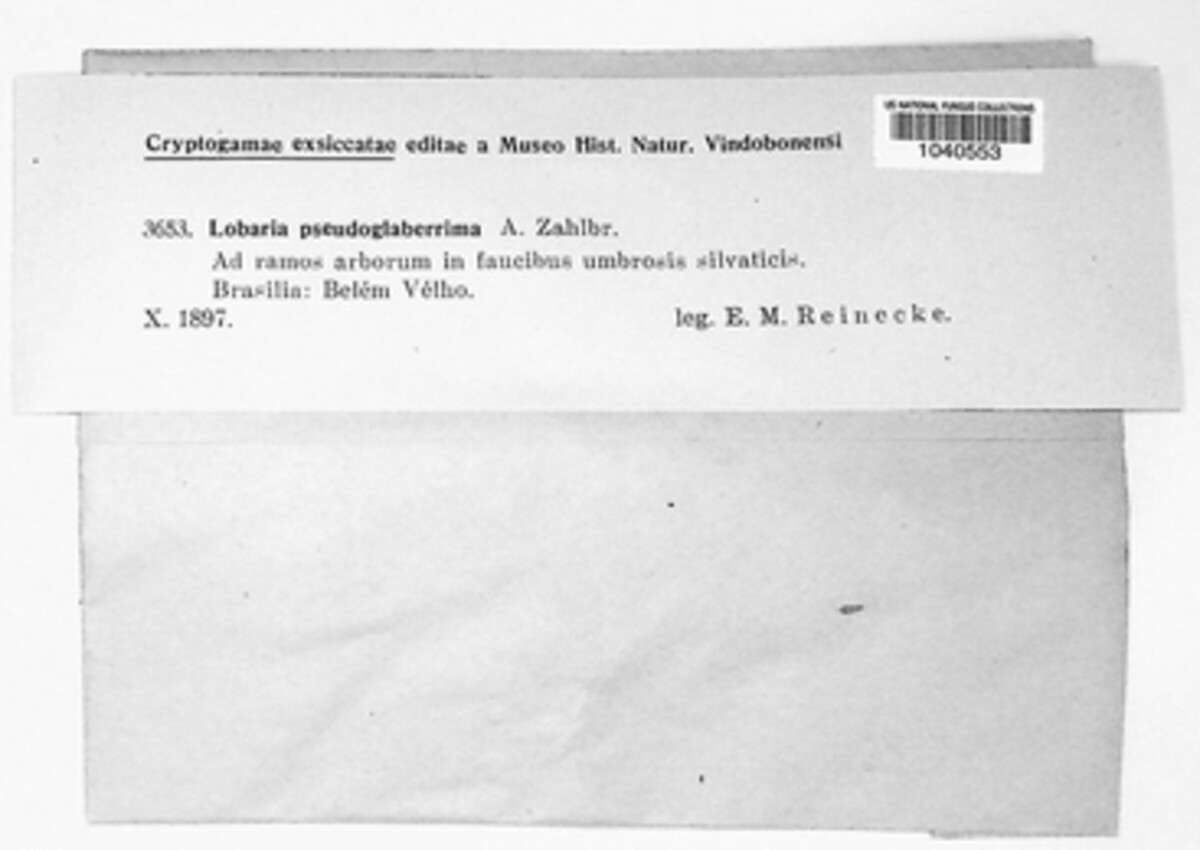 US NATIONAL FUNGUS COLLECTIONS
1040553
Cryptogamae exsiccatae editae a Museo Hist. Natur. Vindobonensi
3653. Lobaria pseudoglaberrima A. Zahlbr.
Ad ramos arborum in faucibus umbrosis silvaticis.
Brasilia: Belém Vélho.
X. 1897. leg. E. M. Reinecke.